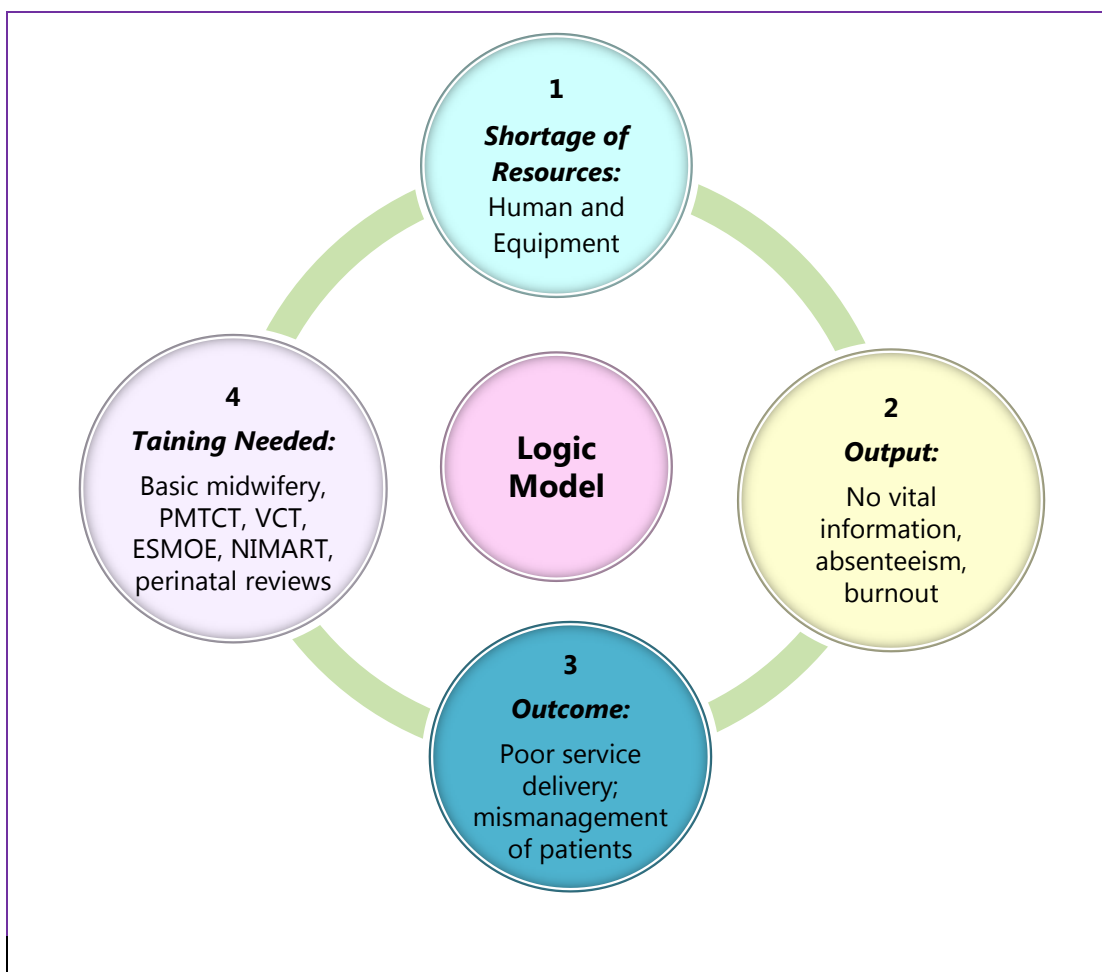 1
Shortage of
Resources:
Human and
Equipment
2
Output:
No vital
information,
absenteeism,
burnout
3
Outcome:
Poor service
delivery;
mismanagement
of patients
4
Taining Needed:
Basic midwifery,
PMTCT, VCT,
ESMOE, NIMART,
perinatal reviews
Logic
Model